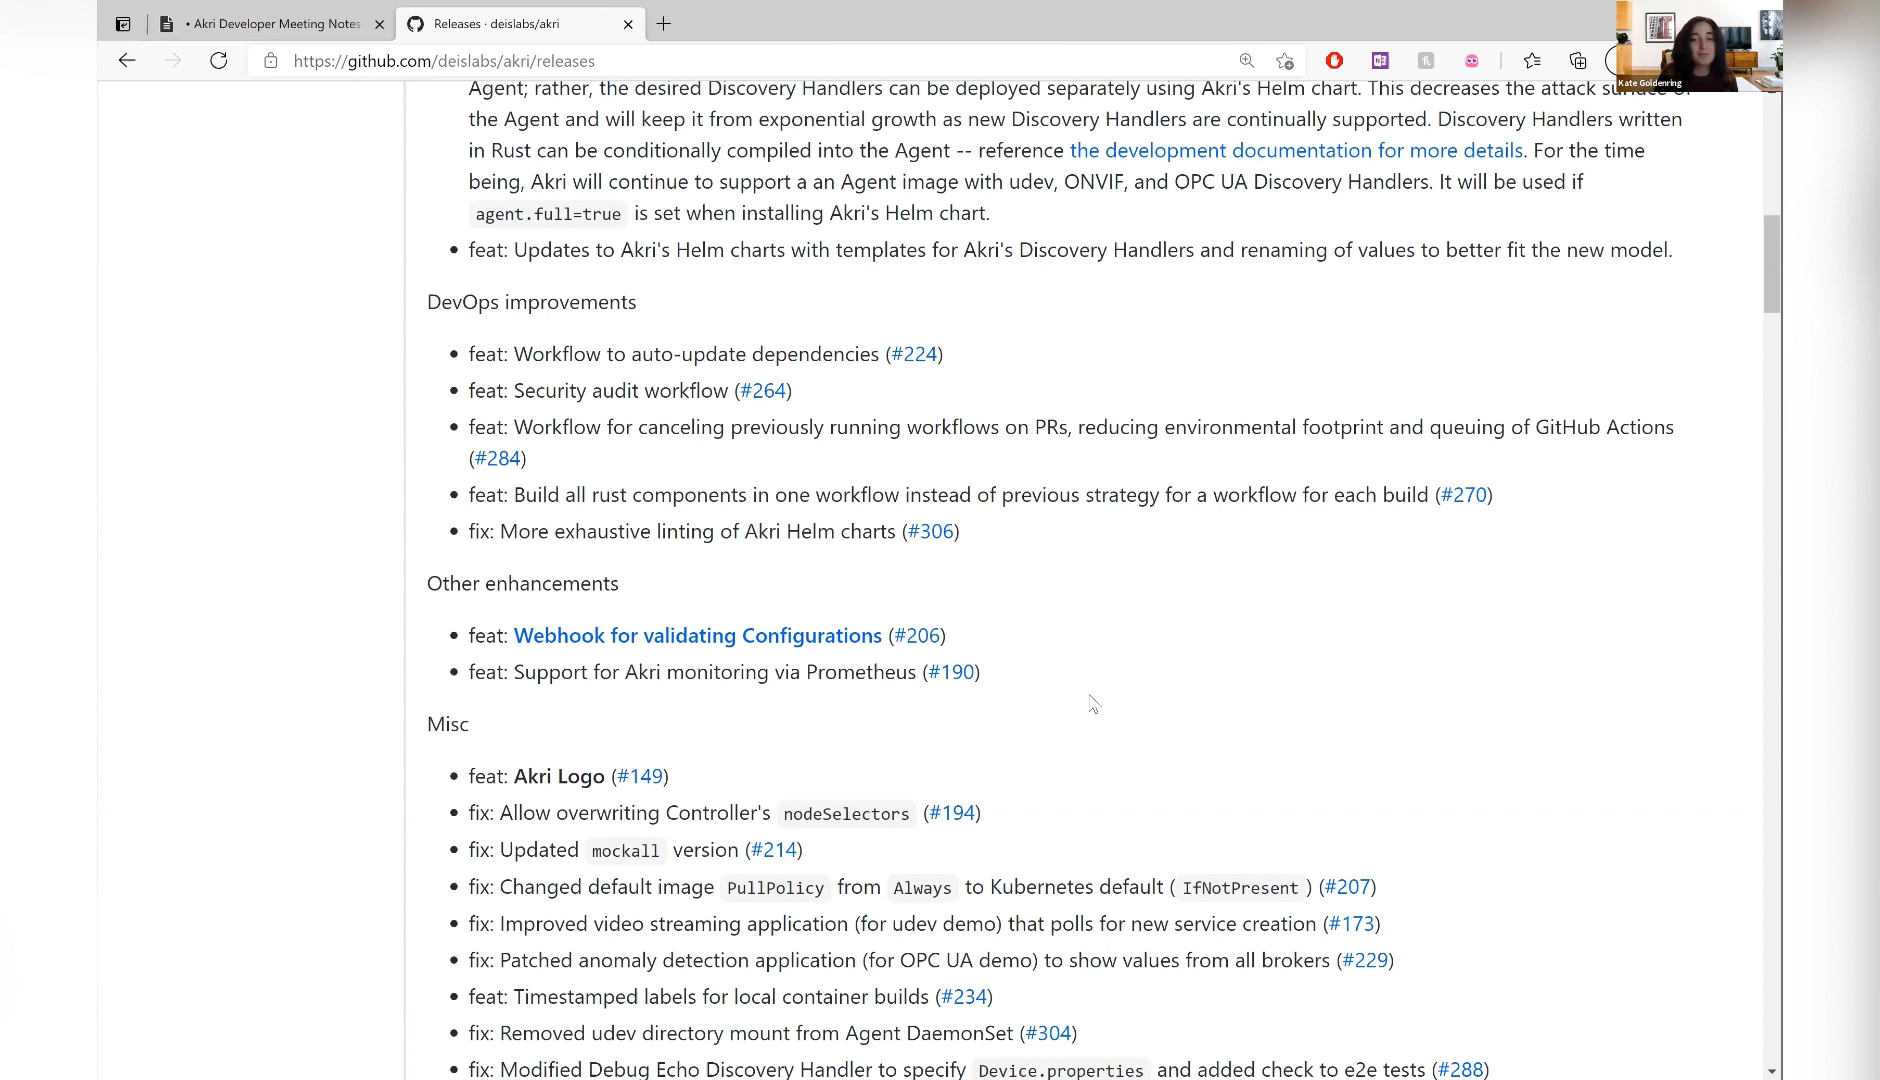 • Akri Developer Meeting Notes
Releases · deislabs/akri
https://github.com/deislabs/akri/releases
Kate Goldenring
Agent; rather, the desired Discovery Handlers can be deployed separately using Akri's Helm chart. This decreases the attack surface of
the Agent and will keep it from exponential growth as new Discovery Handlers are continually supported. Discovery Handlers written
in Rust can be conditionally compiled into the Agent -- reference the development documentation for more details. For the time
being, Akri will continue to support a an Agent image with udev, ONVIF, and OPC UA Discovery Handlers. It will be used if
agent.full=true is set when installing Akri's Helm chart.
• feat: Updates to Akri's Helm charts with templates for Akri's Discovery Handlers and renaming of values to better fit the new model.
DevOps improvements
• feat: Workflow to auto-update dependencies (#224)
• feat: Security audit workflow (#264)
• feat: Workflow for canceling previously running workflows on PRs, reducing environmental footprint and queuing of GitHub Actions
(#284)
• feat: Build all rust components in one workflow instead of previous strategy for a workflow for each build (#270)
• fix: More exhaustive linting of Akri Helm charts (#306)
Other enhancements
• feat: Webhook for validating Configurations (#206)
• feat: Support for Akri monitoring via Prometheus (#190)
Misc
• feat: Akri Logo (#149)
• fix: Allow overwriting Controller's nodeSelectors (#194)
• fix: Updated mockall version (#214)
• fix: Changed default image PullPolicy from Always to Kubernetes default ( IfNotPresent ) (#207)
• fix: Improved video streaming application (for udev demo) that polls for new service creation (#173)
• fix: Patched anomaly detection application (for OPC UA demo) to show values from all brokers (#229)
• feat: Timestamped labels for local container builds (#234)
• fix: Removed udev directory mount from Agent DaemonSet (#304)
• fix: Modified Debug Echo Discovery Handler to specify Device.properties and added check to e2e tests (#288)